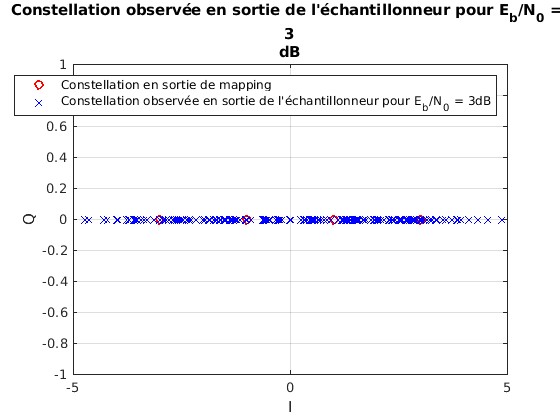 Constellation observée en sortie de l'échantillonneur pour E_b/N_0 =
3
dB
1
Constellation en sortie de mapping
Constellation observée en sortie de l'échantillonneur pour E_b/N_0 = 3dB
0.6
0.4
0.2
0
-0.2
-0.4
-0.6
-0.8
-1
Q
-5
0
5
I